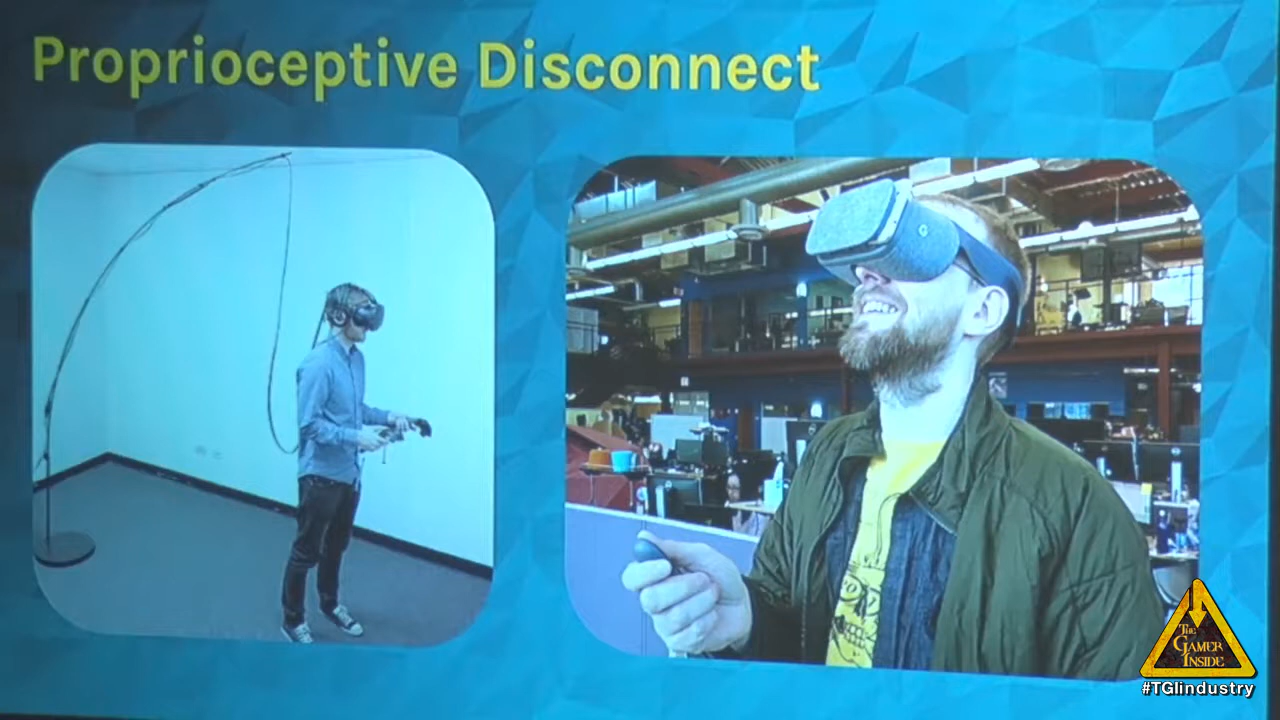 Proprioceptive Disconnect
The
Gamer
Inside
#TGIindustry